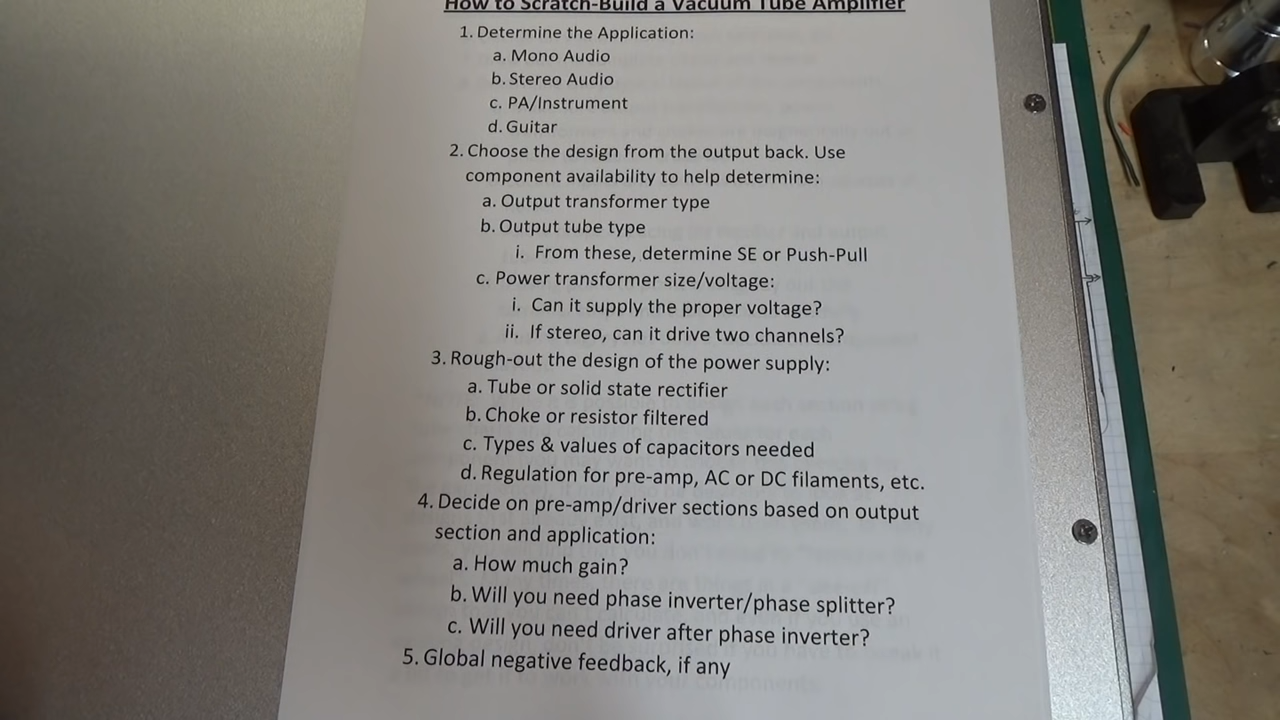 How to Scratch-Build a Vacuum Tube Amplifier
1. Determine the Application:
a. Mono Audio
b. Stereo Audio
c. PA/Instrument
d. Guitar
2. Choose the design from the output back. Use
component availability to help determine:
a. Output transformer type
b. Output tube type
i. From these, determine SE or Push-Pull
c. Power transformer size/voltage:
i. Can it supply the proper voltage?
ii. If stereo, can it drive two channels?
3. Rough-out the design of the power supply:
a. Tube or solid state rectifier
b. Choke or resistor filtered
c. Types & values of capacitors needed
d. Regulation for pre-amp, AC or DC filaments, etc.
4. Decide on pre-amp/driver sections based on output
section and application:
a. How much gain?
b. Will you need phase inverter/phase splitter?
c. Will you need driver after phase inverter?
5. Global negative feedback, if any